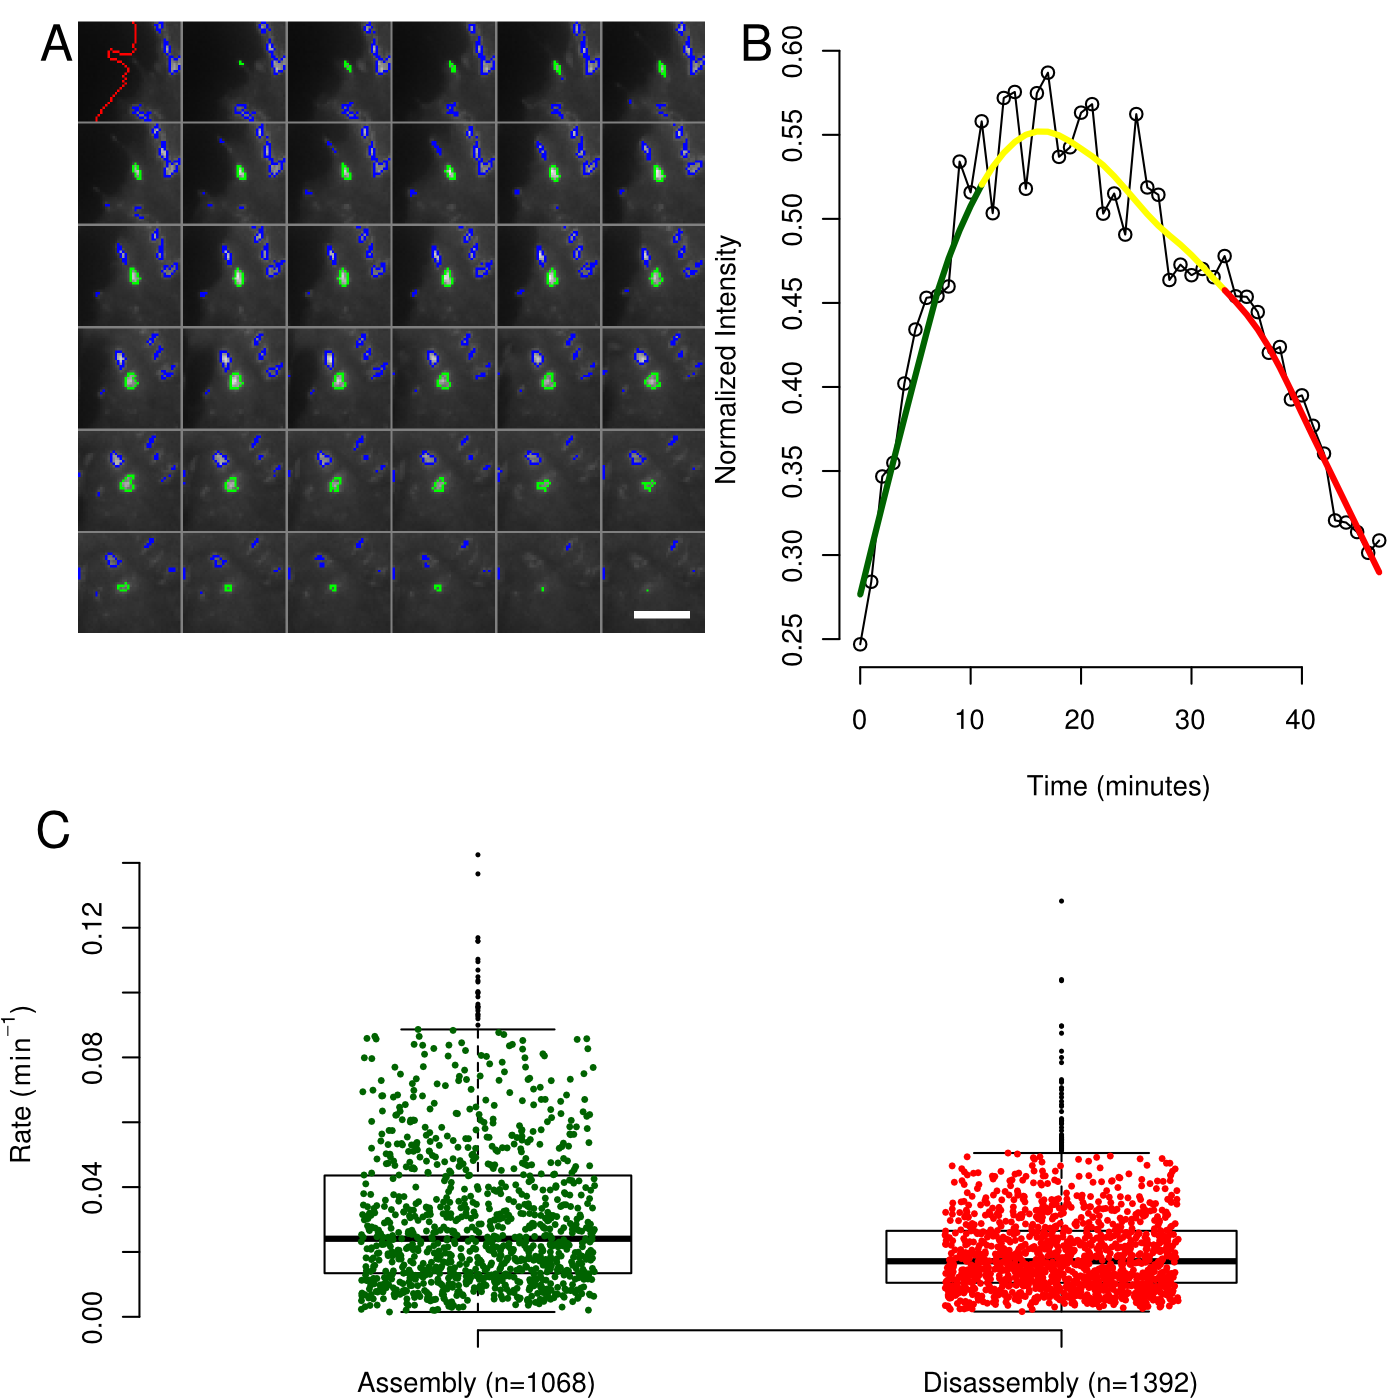 A
B
Normalized Intensity
0.60
0.55
0.50
0.45
0.40
0.35
0.30
0.25
0 10 20 30 40
Time (minutes)
C
Rate (min⁻¹)
0.12
0.08
0.04
0.00
Assembly (n=1068) Disassembly (n=1392)